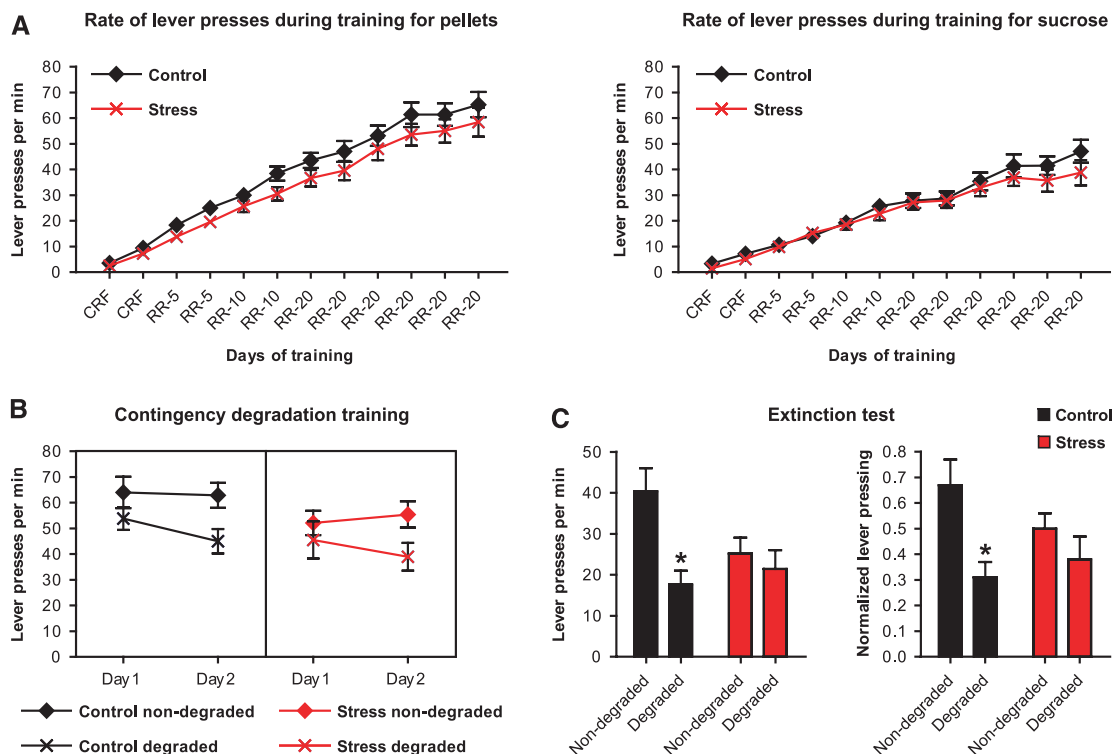 A
Rate of lever presses during training for pellets
Lever presses per min
80
70
60
50
40
30
20
10
0
Control
Stress
CRF
CRF
RR-5
RR-5
RR-10
RR-10
RR-20
RR-20
RR-20
RR-20
RR-20
RR-20
Days of training
Rate of lever presses during training for sucrose
Lever presses per min
80
70
60
50
40
30
20
10
0
Control
Stress
CRF
CRF
RR-5
RR-5
RR-10
RR-10
RR-20
RR-20
RR-20
RR-20
RR-20
RR-20
Days of training
B
Contingency degradation training
Lever presses per min
80
70
60
50
40
30
20
10
0
Day1
Day2
Day1
Day2
Control non-degraded
Stress non-degraded
Control degraded
Stress degraded
C
Extinction test
Control
Stress
Lever presses per min
50
40
30
20
10
0
*
Non-degraded
Degraded
Non-degraded
Degraded
Normalized lever pressing
0.8
0.7
0.6
0.5
0.4
0.3
0.2
0.1
0.0
*
Non-degraded
Degraded
Non-degraded
Degraded